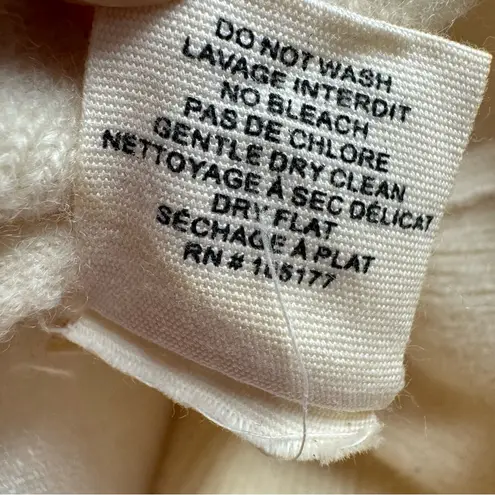 DO NOT WASH
LAVAGE INTERDIT
NO BLEACH
PAS DE CHLORE
GENTLE DRY CLEAN
NETTOYAGE À SEC DÉLICAT
DRY FLAT
SÉCHAGE A PLAT
RN #